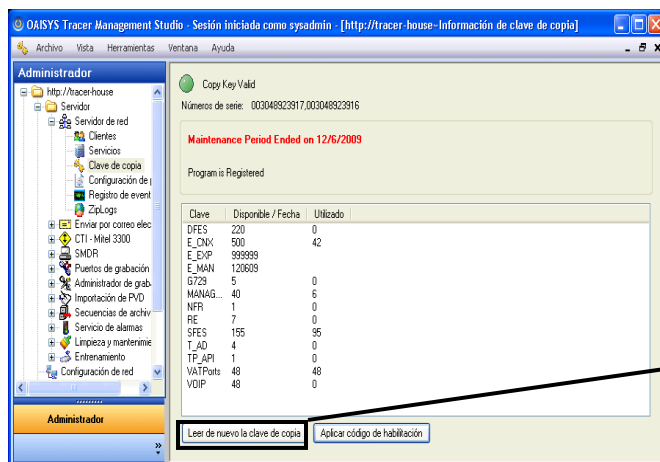 OAISYS Tracer Management Studio - Sesión iniciada como sysadmin - [http://tracer-house-Información de clave de copia]
Archivo Vista Herramientas Ventana Ayuda
Administrador
http://tracer-house
Servidor
Servidor de red
Clientes
Servicios
Clave de copia
Configuración de
Registro de event
ZipLogs
Enviar por correo elec
CTI - Mitel 3300
SMDR
Puertos de grabación
Administrador de grab
Importación de PVD
Secuencias de archiv
Servicio de alarmas
Limpieza y mantenimie
Entrenamiento
Configuración de red
Administrador
Copy Key Valid
Números de serie: 003048923917,003048923916
Maintenance Period Ended on 12/6/2009
Program is Registered
Clave Disponible / Fecha Utilizado
DFES 220 0
E_CNX 500 42
E_EXP 999999
E_MAN 120609
G729 5 0
MANAG... 40 6
NFR 1 0
RE 7 0
SFES 155 95
T_AD 4 0
TP_API 1 0
VATPorts 48 48
VOIP 48 0
Leer de nuevo la clave de copia Aplicar código de habilitación